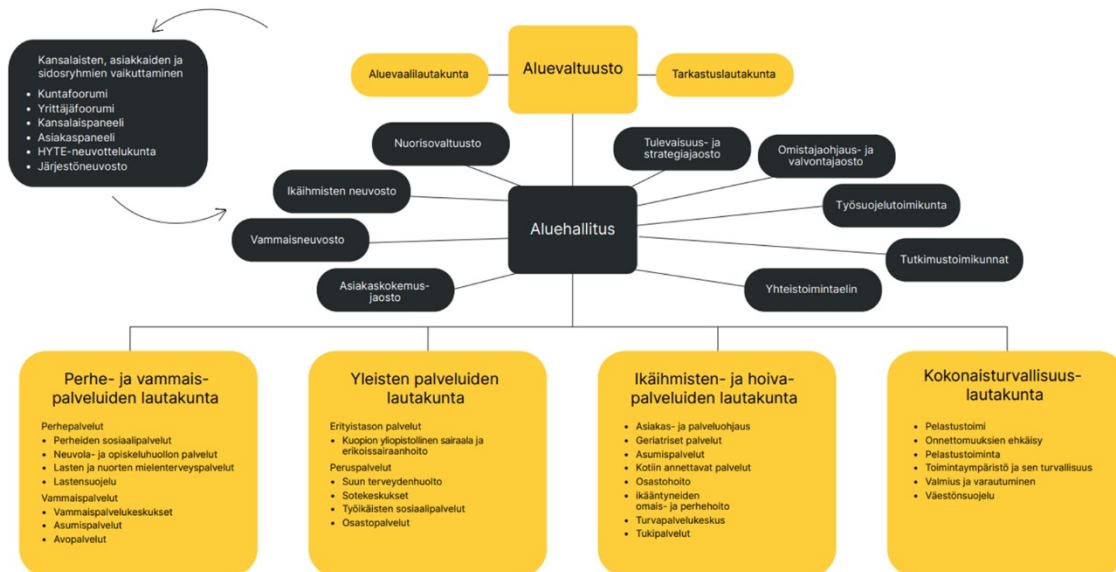 Kansalaisten, asiakkaiden ja
sidosryhmien vaikuttaminen
• Kuntafoorumi
• Yrittäjäfoorumi
• Kansalaispaneeli
• Asiakaspaneeli
• HYTE-neuvottelukunta
• Järjestöneuvosto
Aluevaalilautakunta
Aluevaltuusto
Tarkastuslautakunta
Nuorisovaltuusto
Tulevaisuus- ja
strategiajaosto
Omistajaohjaus- ja
valvontajaosto
Ikäihmisten neuvosto
Työsuojelutoimikunta
Aluehallitus
Vammaisneuvosto
Tutkimustoimikunnat
Asiakaskokemus-
jaosto
Yhteistoimintaelin
Perhe- ja vammais-
palveluiden lautakunta
Perhepalvelut
• Perheiden sosiaalipalvelut
• Neuvola- ja opiskeluhuollon palvelut
• Lasten ja nuorten mielenterveyspalvelut
• Lastensuojelu
Vammaispalvelut
• Vammaispalvelukeskukset
• Asumispalvelut
• Avopalvelut
Yleisten palveluiden
lautakunta
Erityistason palvelut
• Kuopion yliopistollinen sairaala ja
erikoissairaanhoito
Peruspalvelut
• Suun terveydenhuolto
• Sotekeskukset
• Työikäisten sosiaalipalvelut
• Osastopalvelut
Ikäihmisten- ja hoiva-
palveluiden lautakunta
• Asiakas- ja palveluohjaus
• Geriatriset palvelut
• Asumispalvelut
• Kotiin annettavat palvelut
• Osastohoito
• ikääntyneiden
omais- ja perhehoito
• Turvapalvelukeskus
• Tukipalvelut
Kokonaisturvallisuus-
lautakunta
• Pelastustoimi
• Onnettomuuksien ehkäisy
• Pelastustoiminta
• Toimintaympäristö ja sen turvallisuus
• Valmius ja varautuminen
• Väestönsuojelu